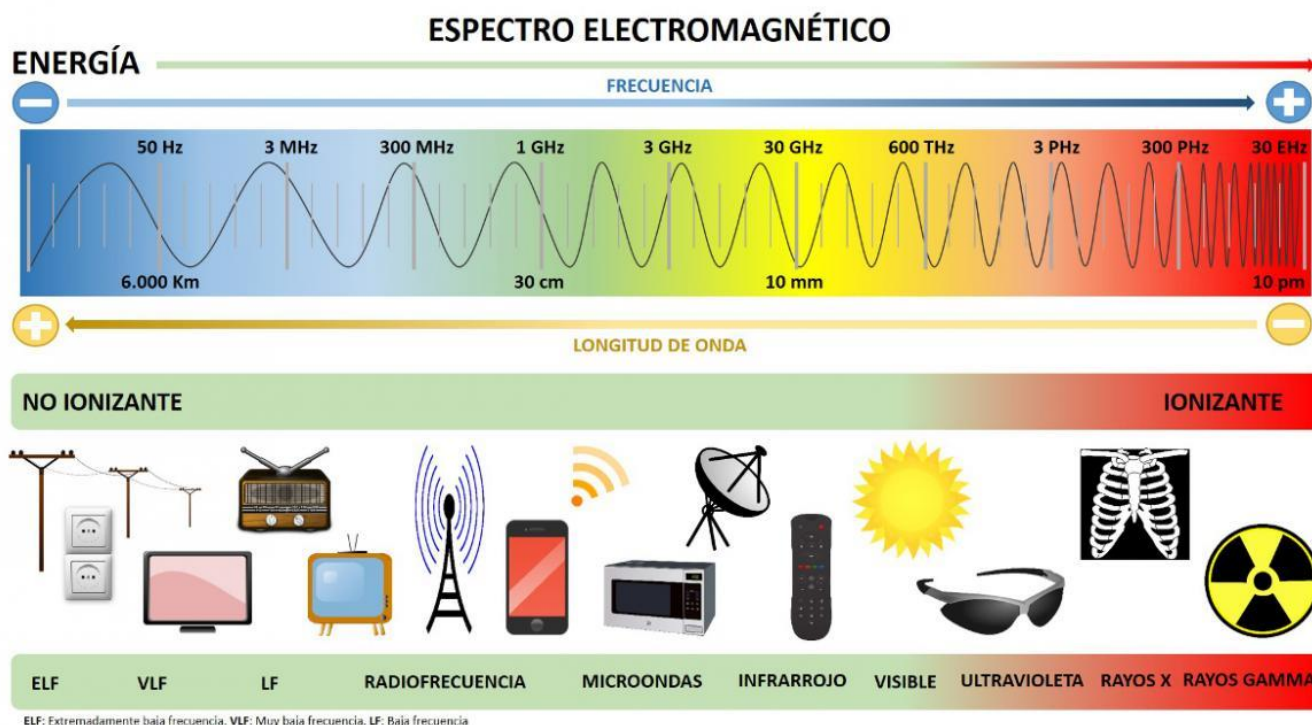 ESPECTRO ELECTROMAGNÉTICO
ENERGÍA
FRECUENCIA
50 Hz 3 MHz 300 MHz 1 GHz 3 GHz 30 GHz 600 THz 3 PHz 300 PHz 30 EHz
6.000 Km 30 cm 10 mm 10 pm
LONGITUD DE ONDA
NO IONIZANTE IONIZANTE
ELF VLF LF RADIOFRECUENCIA MICROONDAS INFRARROJO VISIBLE ULTRAVIOLETA RAYOS X RAYOS GAMMA
ELF: Extremadamente baja frecuencia. VLF: Muy baja frecuencia. LF: Baja frecuencia